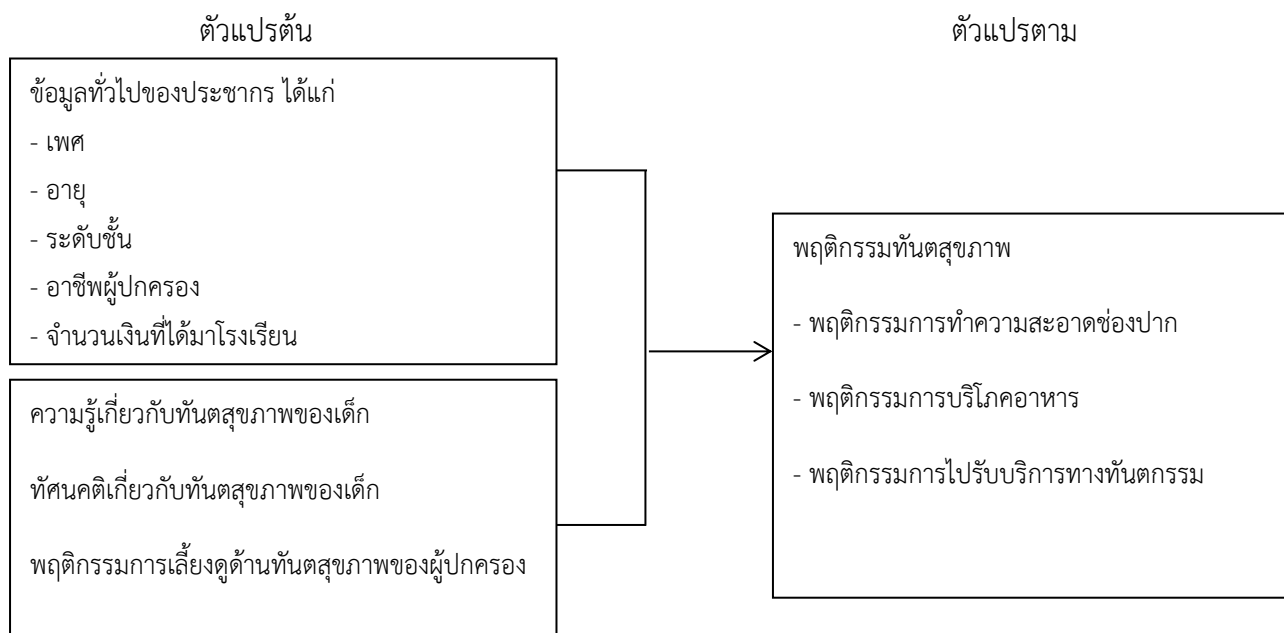 ตัวแปรต้น
ตัวแปรตาม
ข้อมูลทั่วไปของประชากร ได้แก่
- เพศ
- อายุ
- ระดับชั้น
- อาชีพผู้ปกครอง
- จำนวนเงินที่ได้มาโรงเรียน
ความรู้เกี่ยวกับทันตสุขภาพของเด็ก
ทัศนคติเกี่ยวกับทันตสุขภาพของเด็ก
พฤติกรรมการเลี้ยงดูด้านทันตสุขภาพของผู้ปกครอง
พฤติกรรมทันตสุขภาพ
- พฤติกรรมการทำความสะอาดช่องปาก
- พฤติกรรมการบริโภคอาหาร
- พฤติกรรมการไปรับบริการทางทันตกรรม